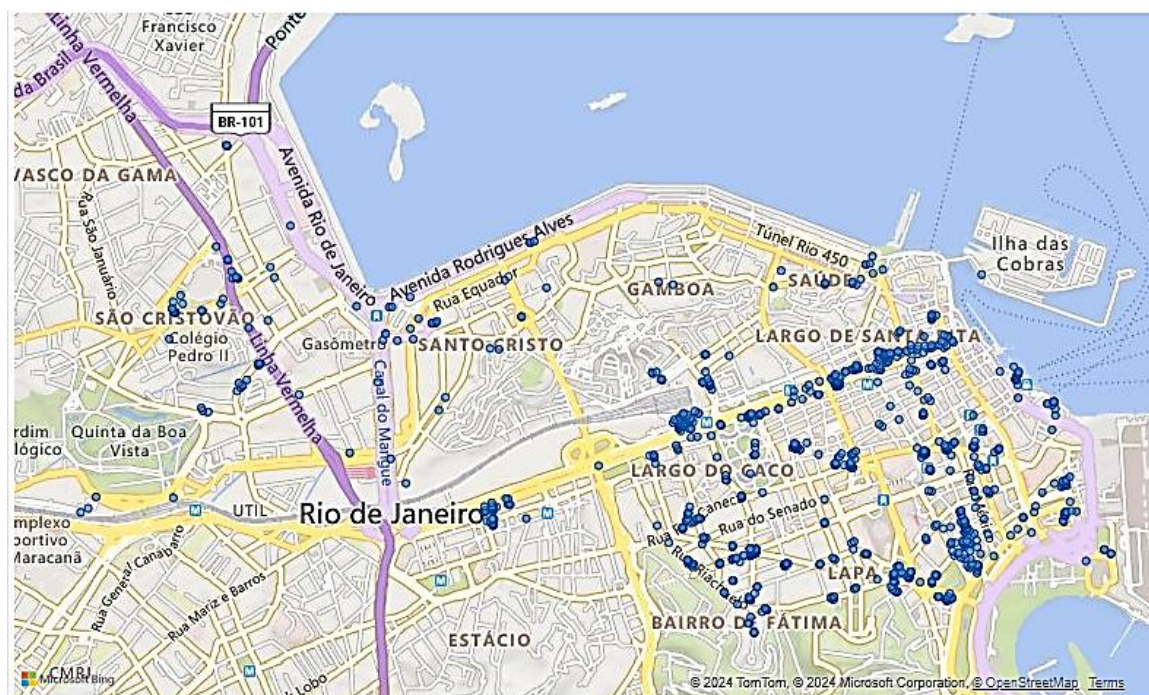 Francisco
Xavier
Linha Vermelha
Ponte
da Brasil
BR-101
VASCO DA GAMA
Rua São Januário
Avenida Rio de Janeiro
Avenida Rodrigues Alves
Túnel Rio 450
Ilha das
Cobras
Rua Equador
GAMBOA
SAÚDE
SÃO CRISTOVÃO
Colégio
Pedro II
Gasômetro
SANTO CRISTO
LARGO DE SANTA RITA
Linha Vermelha
Canal do Mangue
Quinta da Boa
Vista
LARGO DO CACO
UTIL
Rio de Janeiro
Caneca
Rua do Senado
Maracanã
Rua General Canabarro
Rua Mariz e Barros
Rua Riachuelo
LAPA
ESTÁCIO
BAIRRO DE FÁTIMA
CMRJ
Lobo
Microsoft Bing
© 2024 TomTom, © 2024 Microsoft Corporation, © OpenStreetMap Terms